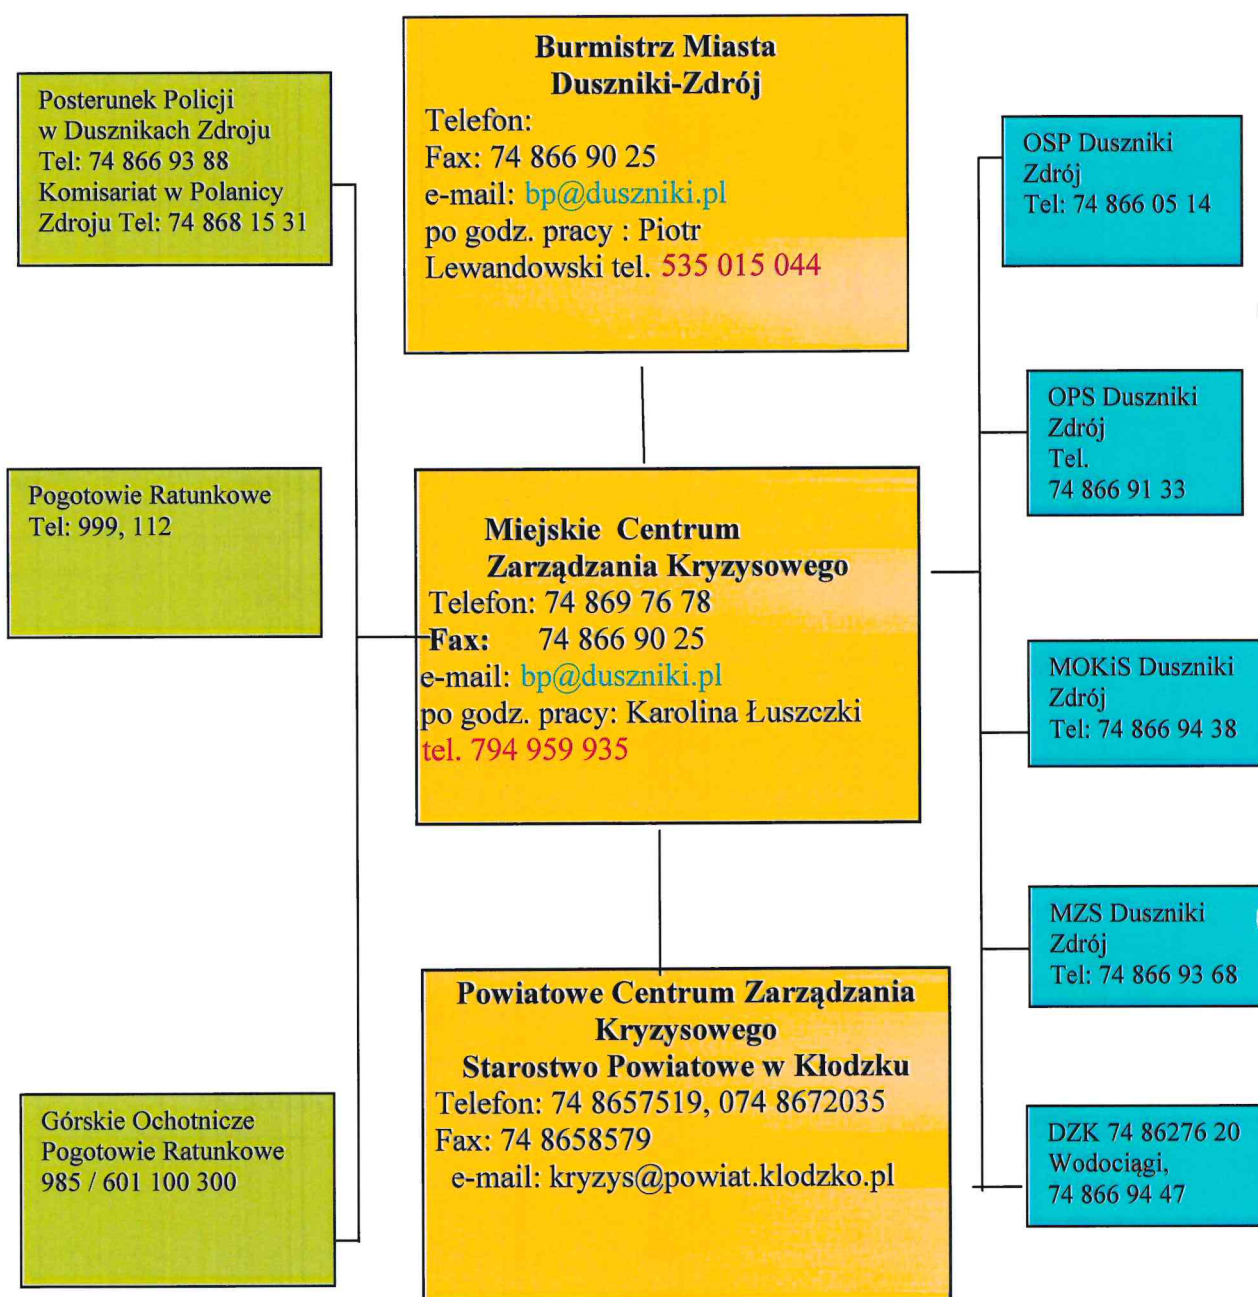 Burmistrz Miasta
Duszniki-Zdrój
Telefon:
Fax: 74 866 90 25
e-mail: bp@duszniki.pl
po godz. pracy : Piotr
Lewandowski tel. 535 015 044
Posterunek Policji
w Dusznikach Zdroju
Tel: 74 866 93 88
Komisariat w Polanicy
Zdroju Tel: 74 868 15 31
OSP Duszniki
Zdrój
Tel: 74 866 05 14
OPS Duszniki
Zdrój
Tel.
74 866 91 33
Pogotowie Ratunkowe
Tel: 999, 112
Miejskie Centrum
Zarządzania Kryzysowego
Telefon: 74 869 76 78
Fax: 74 866 90 25
e-mail: bp@duszniki.pl
po godz. pracy: Karolina Łuszczki
tel. 794 959 935
MOKiS Duszniki
Zdrój
Tel: 74 866 94 38
MZS Duszniki
Zdrój
Tel: 74 866 93 68
Powiatowe Centrum Zarządzania
Kryzysowego
Starostwo Powiatowe w Kłodzku
Telefon: 74 8657519, 074 8672035
Fax: 74 8658579
e-mail: kryzys@powiat.klodzko.pl
Górskie Ochotnicze
Pogotowie Ratunkowe
985 / 601 100 300
DZK 74 86276 20
Wodociągi,
74 866 94 47